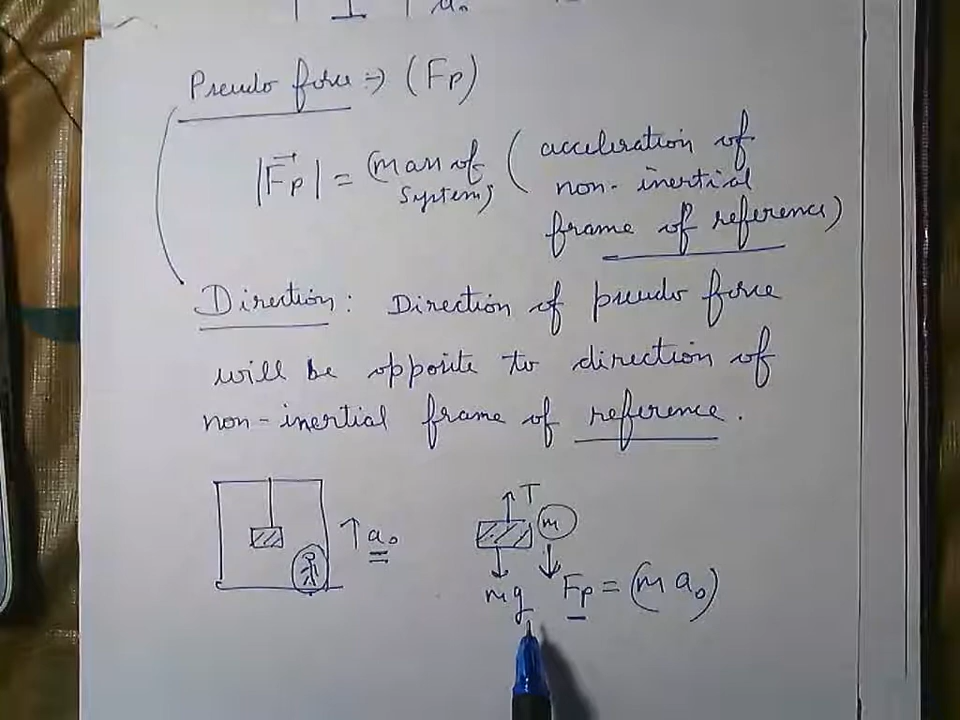 a₀
Pseudo force :→ (Fp)
|F⃗p| = (mass of system) (acceleration of
non-inertial
frame of reference)
Direction: Direction of pseudo force
will be opposite to direction of
non-inertial frame of reference.
↑ a₀
T
m
mg Fp = (m a₀)